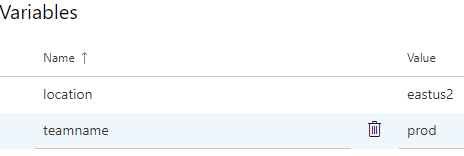 Variables
Name ↑ Value
location eastus2
teamname prod